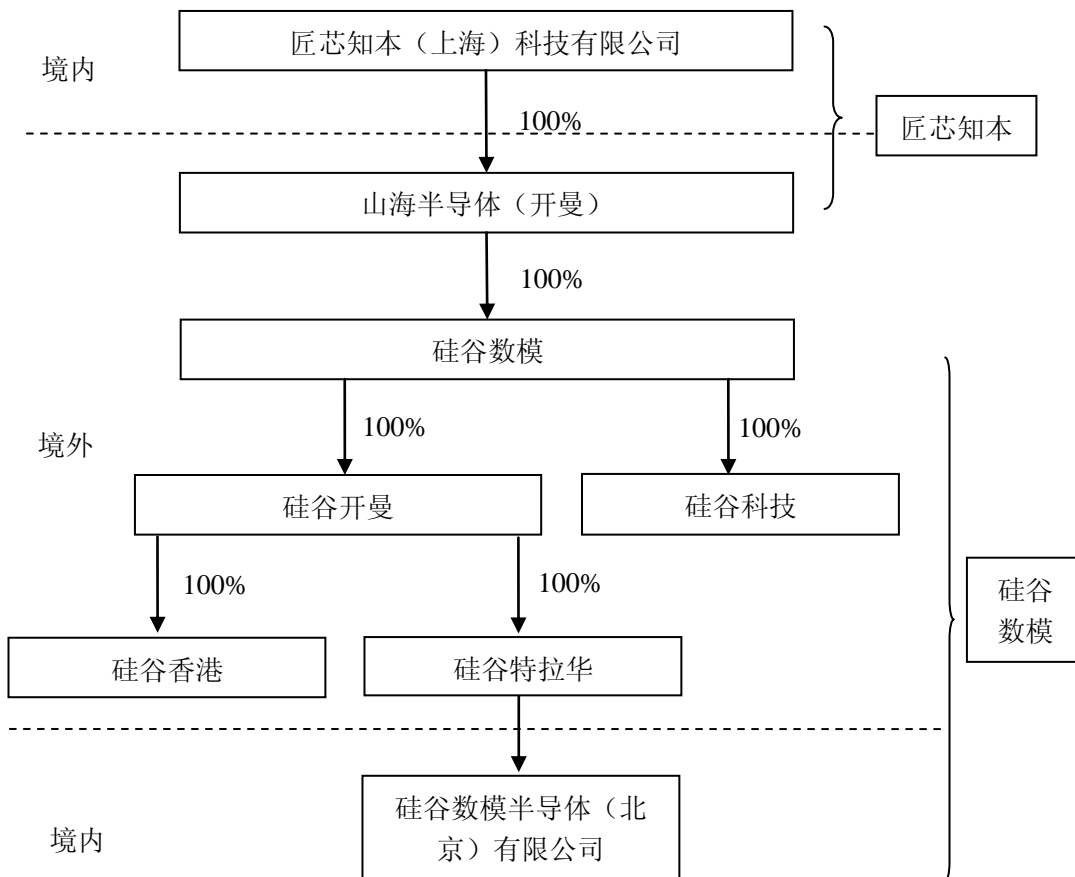 匠芯知本（上海）科技有限公司
境内
100%
匠芯知本
山海半导体（开曼）
100%
硅谷数模
100%
100%
境外
硅谷开曼
硅谷科技
100%
100%
硅谷
数模
硅谷香港
硅谷特拉华
硅谷数模半导体（北
京）有限公司
境内